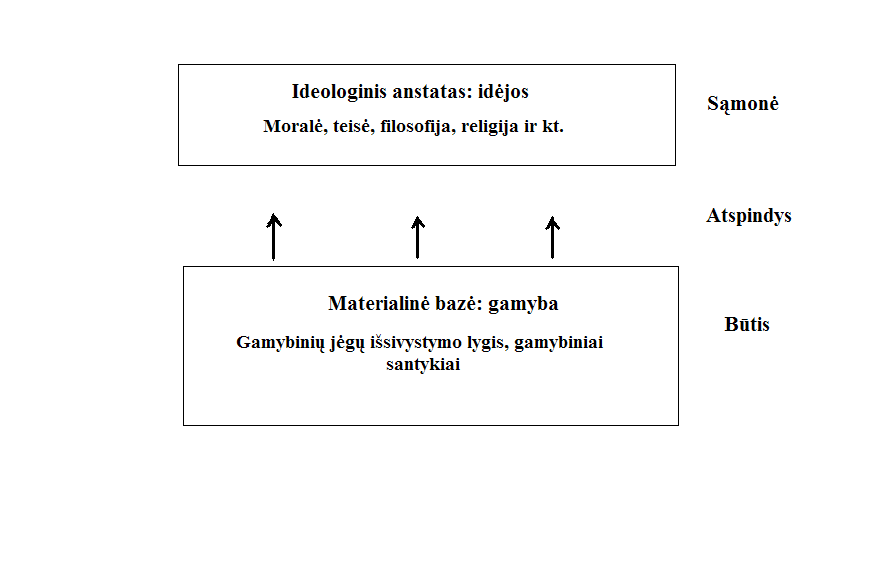 Ideologinis anstatas: idėjos
Moralė, teisė, filosofija, religija ir kt.
Sąmonė
Atspindys
Materialinė bazė: gamyba
Gamybinių jėgų išsivystymo lygis, gamybiniai
santykiai
Būtis